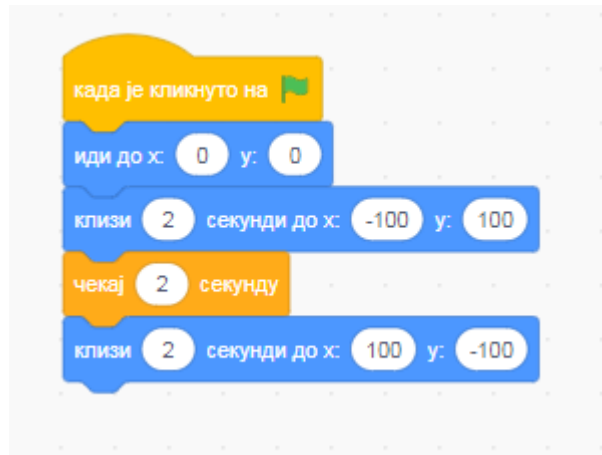 када је кликнуто на
иди до x: 0 y: 0
клизи 2 секунди до x: -100 y: 100
чекај 2 секунду
клизи 2 секунди до x: 100 y: -100